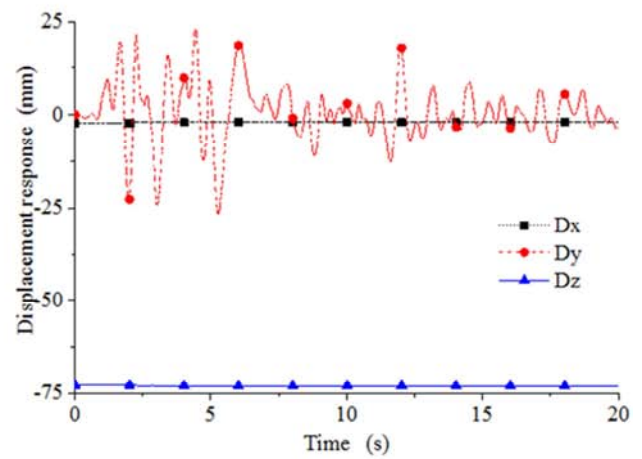 Displacement response (mm)
25
0
-25
-50
-75
Dx
Dy
Dz
0 5 10 15 20
Time (s)